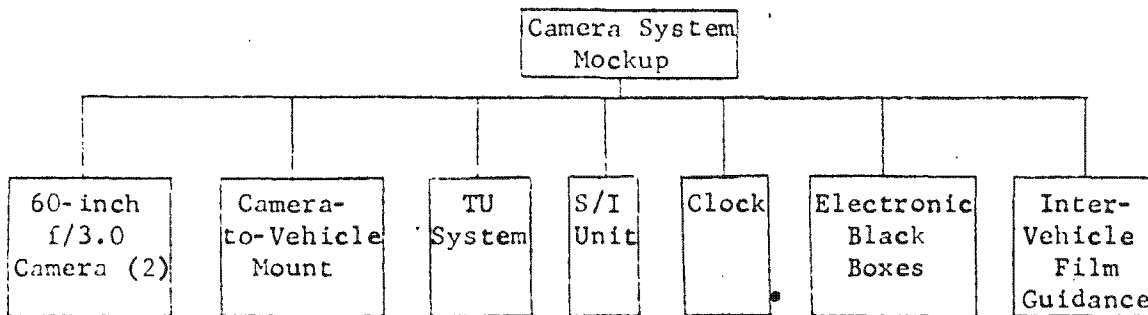 Camera System
Mockup
60-inch
f/3.0
Camera (2)
Camera-
to-Vehicle
Mount
TU
System
S/I
Unit
Clock
Electronic
Black
Boxes
Inter-
Vehicle
Film
Guidance